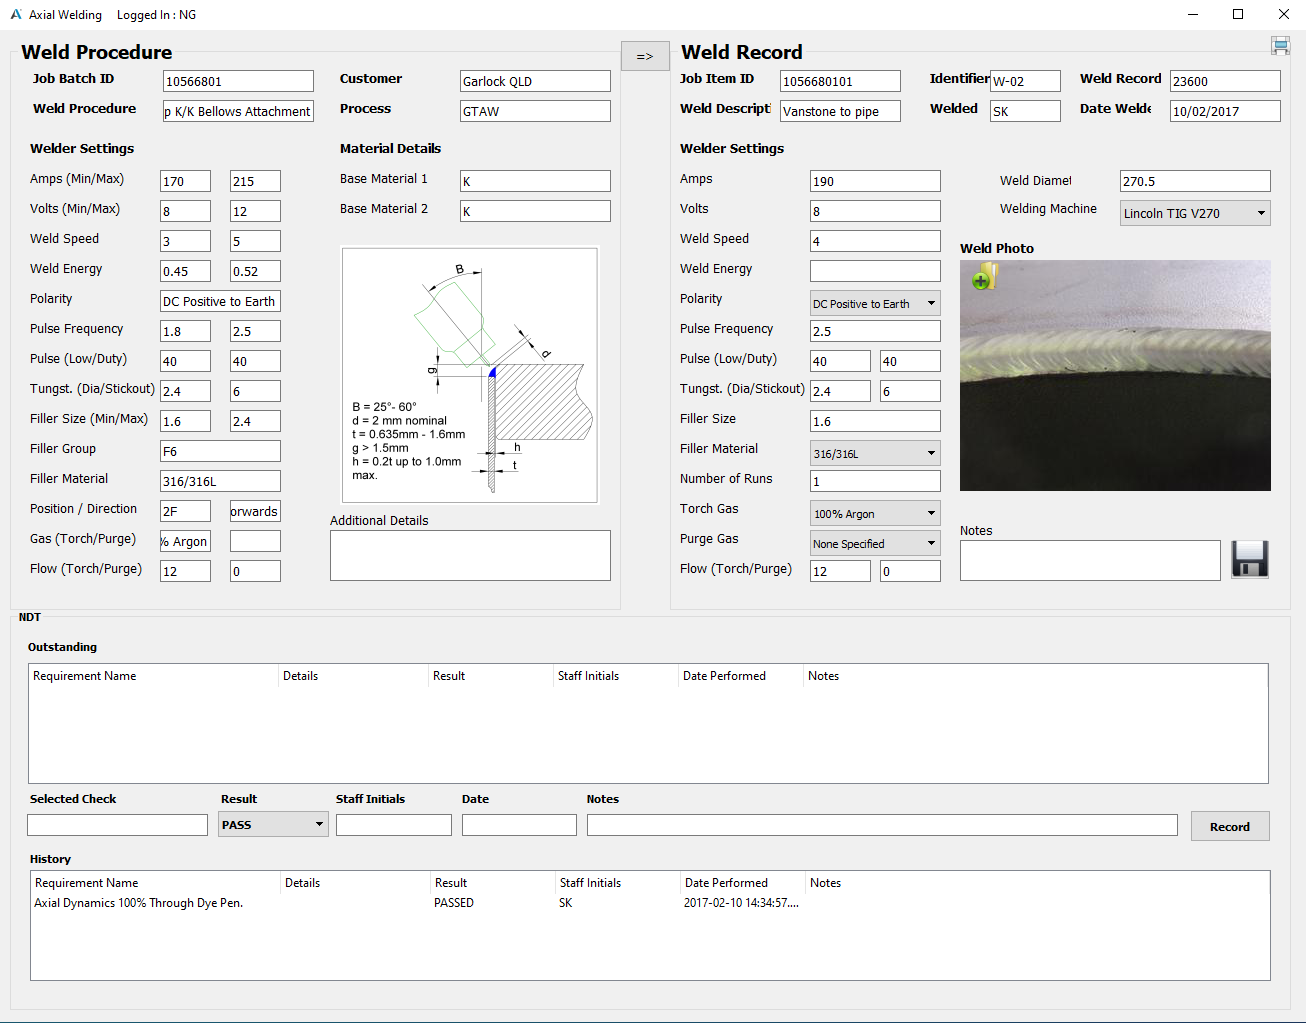 Axial Welding Logged In : NG
Weld Procedure
Job Batch ID 10566801 Customer Garlock QLD
Weld Procedure p K/K Bellows Attachment Process GTAW
Welder Settings Material Details
Amps (Min/Max) 170 215 Base Material 1 K
Volts (Min/Max) 8 12 Base Material 2 K
Weld Speed 3 5
Weld Energy 0.45 0.52
Polarity DC Positive to Earth
Pulse Frequency 1.8 2.5
Pulse (Low/Duty) 40 40
Tungst. (Dia/Stickout) 2.4 6
Filler Size (Min/Max) 1.6 2.4
Filler Group F6
Filler Material 316/316L
Position / Direction 2F orwards
Gas (Torch/Purge) % Argon
Flow (Torch/Purge) 12 0
B
d
g
B = 25°- 60°
d = 2 mm nominal
t = 0.635mm - 1.6mm
g > 1.5mm
h = 0.2t up to 1.0mm
max.
h
t
Additional Details
=>
Weld Record
Job Item ID 1056680101 Identifier W-02 Weld Record 23600
Weld Descripti Vanstone to pipe Welded SK Date Welde 10/02/2017
Welder Settings
Amps 190 Weld Diamet 270.5
Volts 8 Welding Machine Lincoln TIG V270
Weld Speed 4
Weld Energy
Polarity DC Positive to Earth
Pulse Frequency 2.5
Pulse (Low/Duty) 40 40
Tungst. (Dia/Stickout) 2.4 6
Filler Size 1.6
Filler Material 316/316L
Number of Runs 1
Torch Gas 100% Argon
Purge Gas None Specified
Flow (Torch/Purge) 12 0
Weld Photo
Notes
NDT
Outstanding
Requirement Name Details Result Staff Initials Date Performed Notes
Selected Check Result Staff Initials Date Notes
PASS Record
History
Requirement Name Details Result Staff Initials Date Performed Notes
Axial Dynamics 100% Through Dye Pen. PASSED SK 2017-02-10 14:34:57....